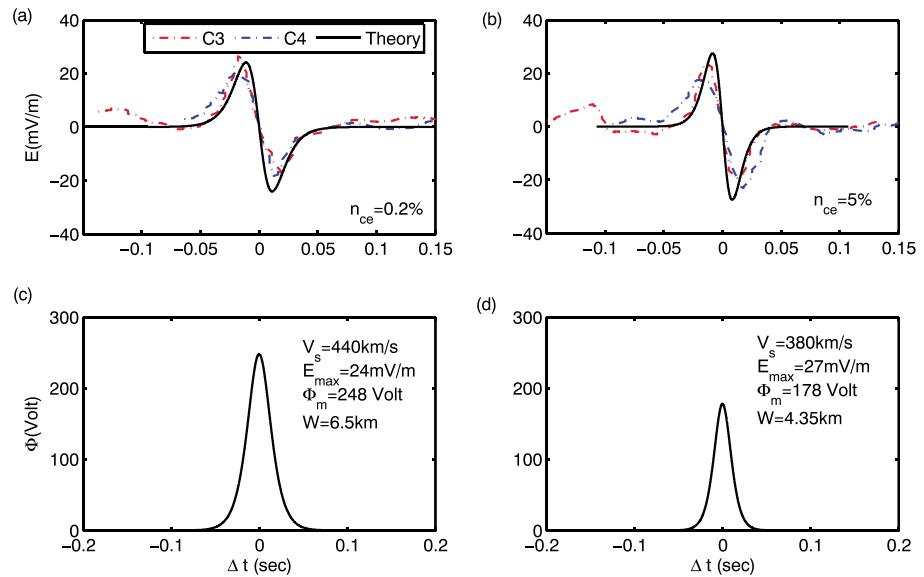 (a)
C3 C4 Theory
E(mV/m)
40
20
0
−20
−40
n_ce=0.2%
−0.1 −0.05 0 0.05 0.1 0.15
(b)
40
20
0
−20
−40
n_ce=5%
−0.1 −0.05 0 0.05 0.1 0.15
(c)
Φ(Volt)
300
200
100
0
V_s=440km/s
E_max=24mV/m
Φ_m=248 Volt
W=6.5km
−0.2 −0.1 0 0.1 0.2
Δ t (sec)
(d)
300
200
100
0
V_s=380km/s
E_max=27mV/m
Φ_m=178 Volt
W=4.35km
−0.2 −0.1 0 0.1 0.2
Δ t (sec)